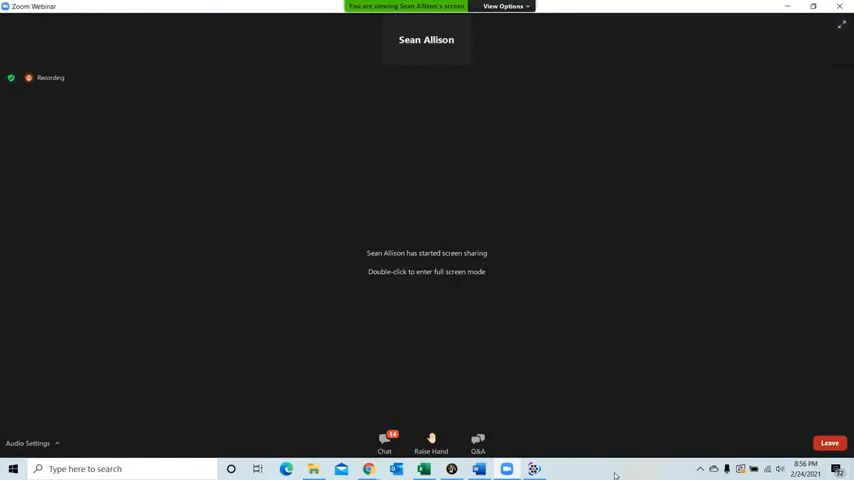 Zoom Webinar
You are viewing Sean Allison's screen
View Options
Sean Allison
Recording
Sean Allison has started screen sharing
Double-click to enter full screen mode
Audio Settings
14
Chat
Raise Hand
Q&A
Leave
Type here to search
8:56 PM
2/24/2021